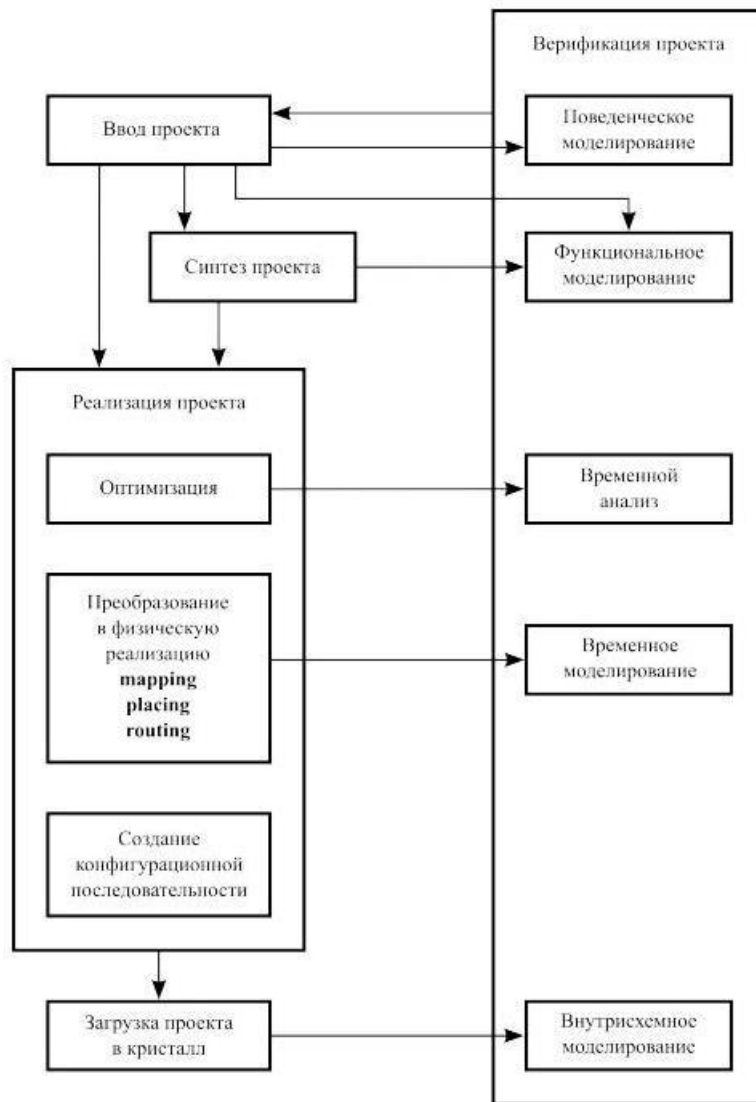 Верификация проекта
Ввод проекта
Поведенческое
моделирование
Синтез проекта
Функциональное
моделирование
Реализация проекта
Оптимизация
Временной
анализ
Преобразование
в физическую
реализацию
mapping
placing
routing
Временное
моделирование
Создание
конфигурационной
последовательности
Загрузка проекта
в кристалл
Внутрисхемное
моделирование